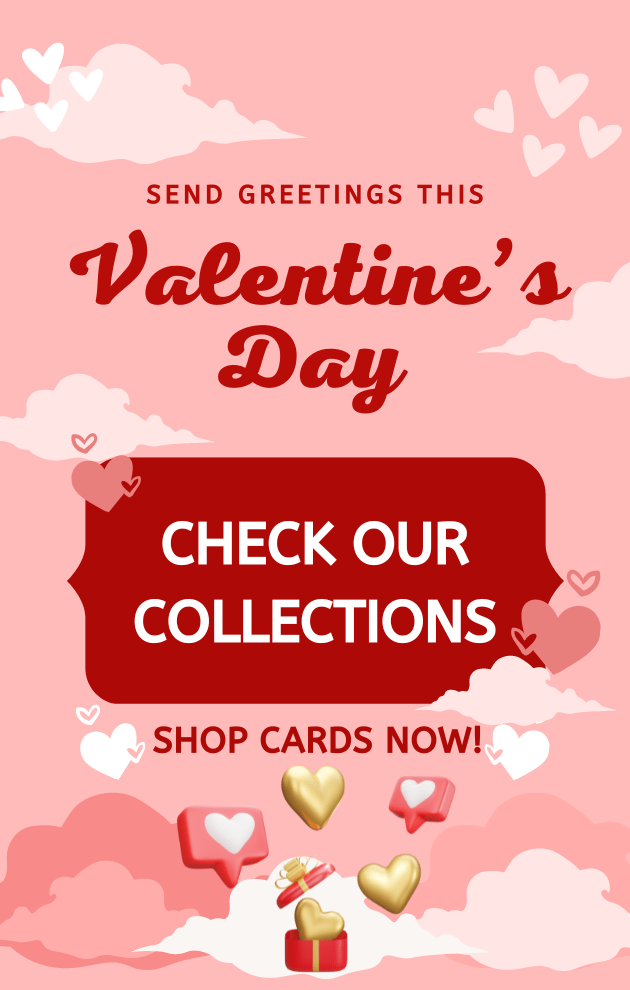 SEND GREETINGS THIS
Valentine's
Day
CHECK OUR
COLLECTIONS
SHOP CARDS NOW!